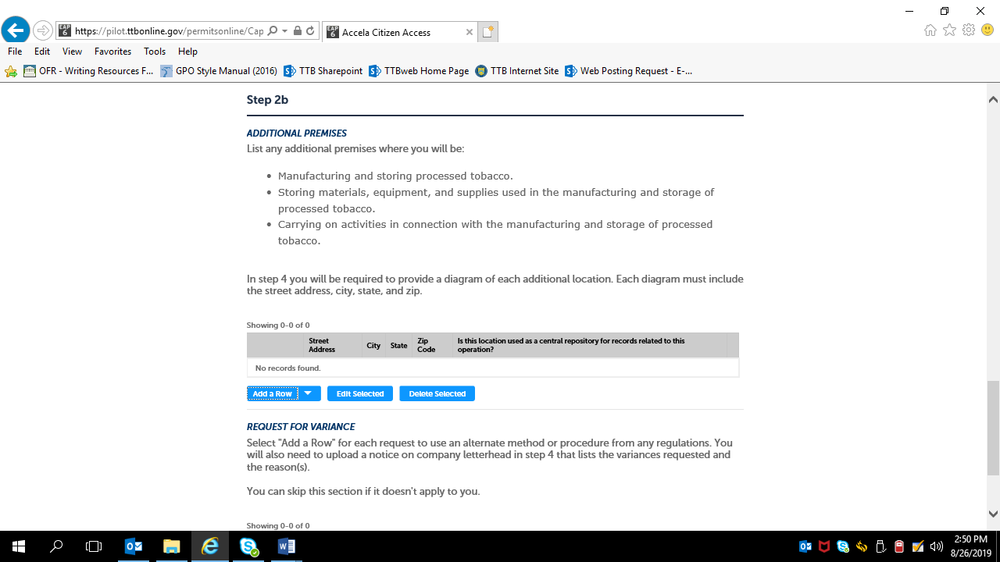 https://pilot.ttbonline.gov/permitsonline/Cap
Accela Citizen Access
File Edit View Favorites Tools Help
OFR - Writing Resources F... GPO Style Manual (2016) TTB Sharepoint TTBweb Home Page TTB Internet Site Web Posting Request - E-...
Step 2b
ADDITIONAL PREMISES
List any additional premises where you will be:
• Manufacturing and storing processed tobacco.
• Storing materials, equipment, and supplies used in the manufacturing and storage of
processed tobacco.
• Carrying on activities in connection with the manufacturing and storage of processed
tobacco.
In step 4 you will be required to provide a diagram of each additional location. Each diagram must include
the street address, city, state, and zip.
Showing 0-0 of 0
Street Address City State Zip Code Is this location used as a central repository for records related to this operation?
No records found.
Add a Row Edit Selected Delete Selected
REQUEST FOR VARIANCE
Select "Add a Row" for each request to use an alternate method or procedure from any regulations. You
will also need to upload a notice on company letterhead in step 4 that lists the variances requested and
the reason(s).
You can skip this section if it doesn't apply to you.
Showing 0-0 of 0
2:50 PM
8/26/2019